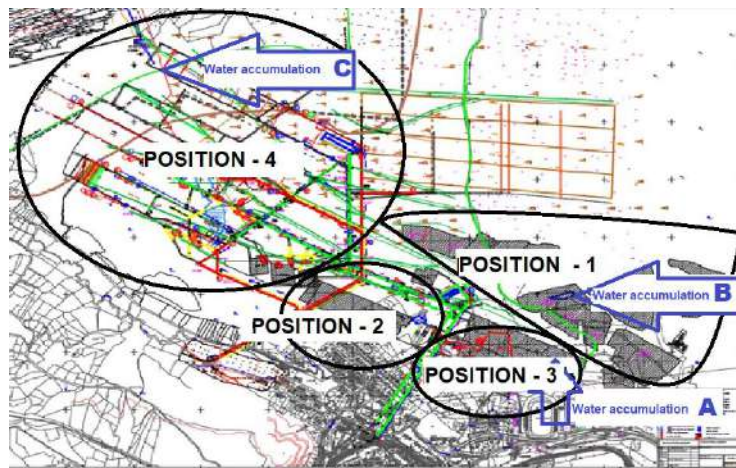 Water accumulation C
POSITION - 4
POSITION - 1
Water accumulation B
POSITION - 2
POSITION - 3
Water accumulation A